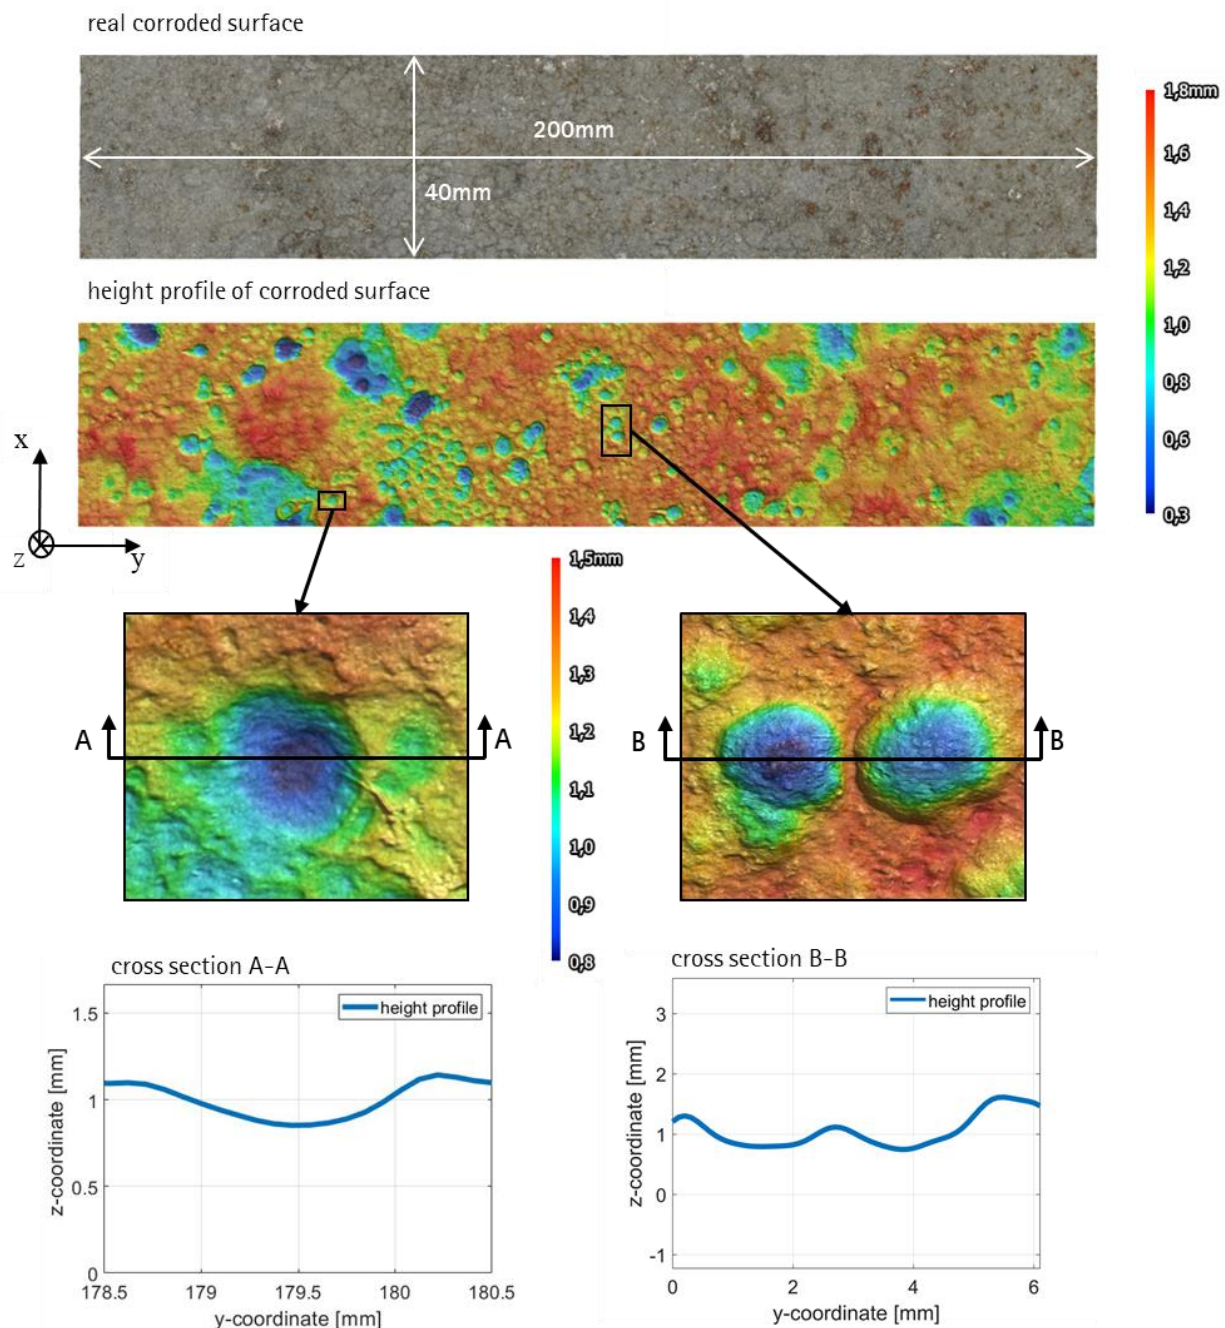 real corroded surface
200mm
40mm
1,8mm
1,6
1,4
1,2
1,0
0,8
0,6
0,3
height profile of corroded surface
x
z
y
1,5mm
1,4
1,3
1,2
1,1
1,0
0,9
0,8
A
A
B
B
cross section A-A
height profile
1.5
1
0.5
0
z-coordinate [mm]
178.5
179
179.5
180
180.5
y-coordinate [mm]
cross section B-B
height profile
3
2
1
0
-1
z-coordinate [mm]
0
2
4
6
y-coordinate [mm]